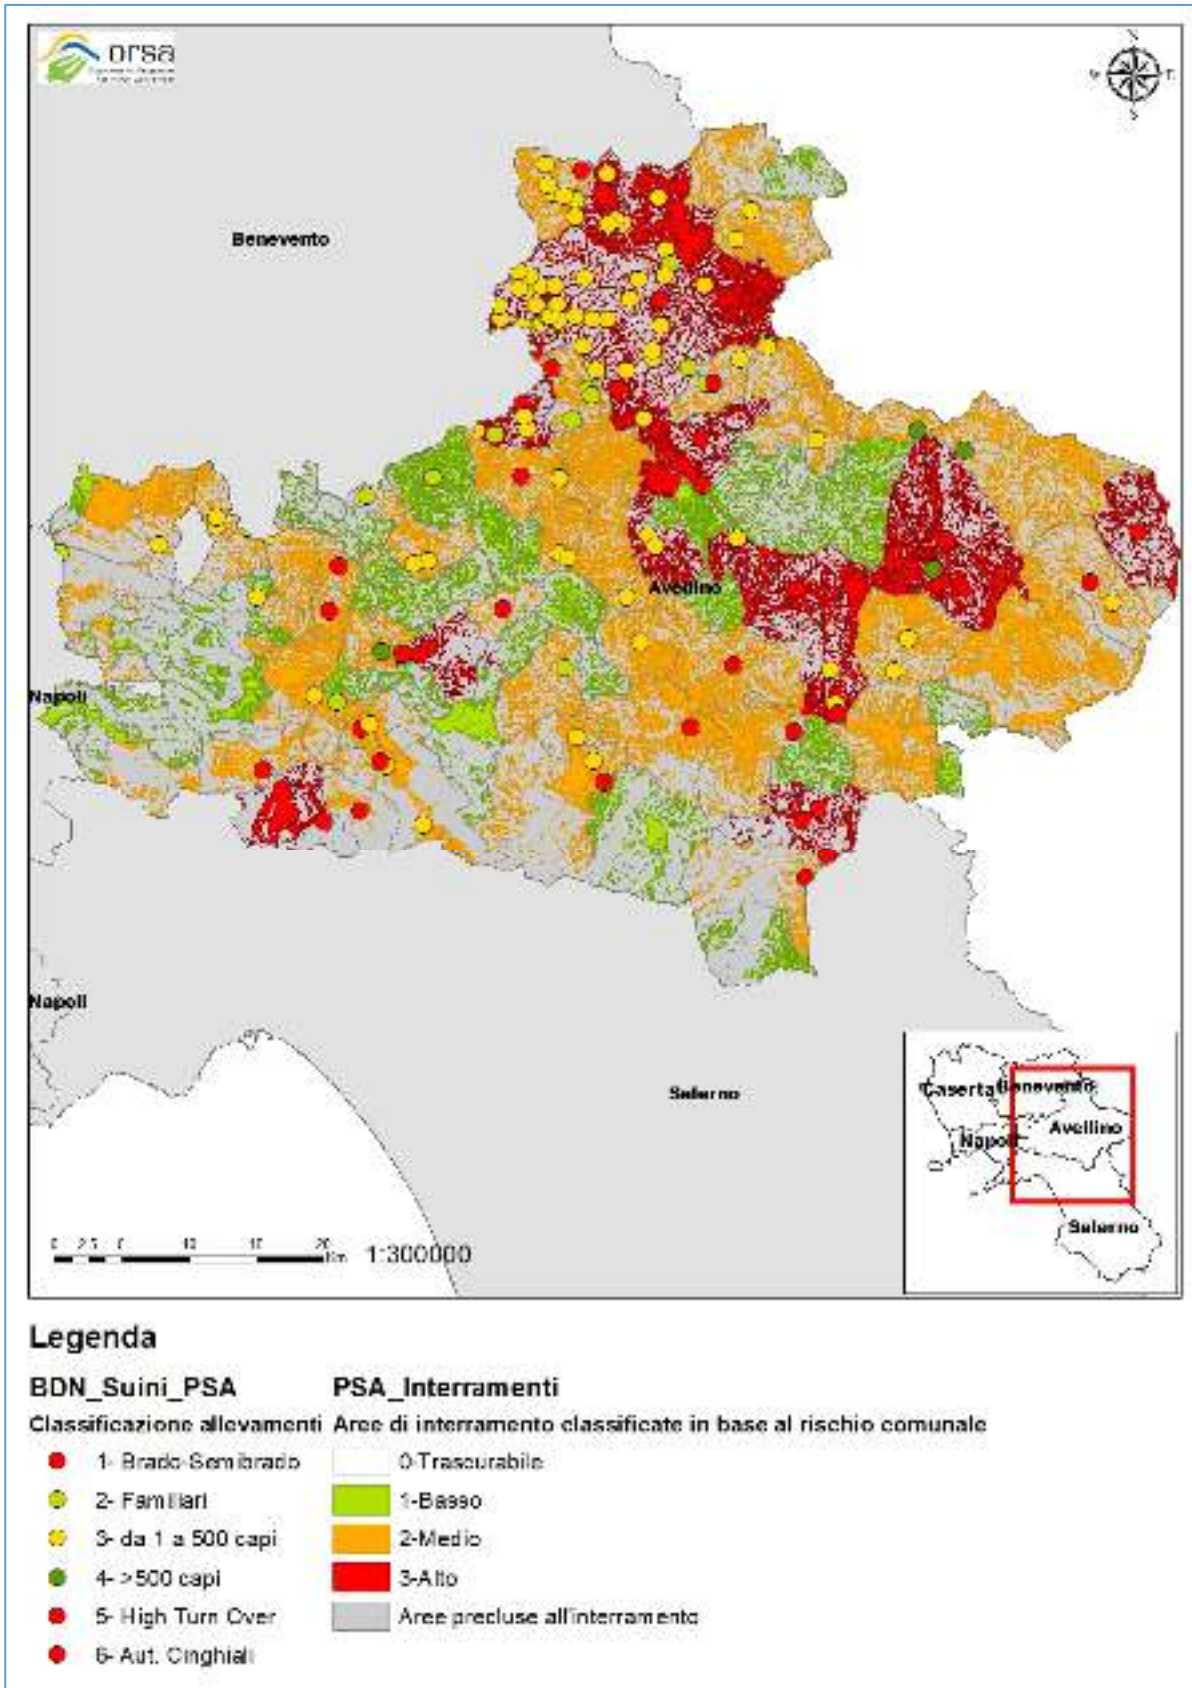 orsa
N
S
Benevento
Avellino
Napoli
Napoli
Salerno
Caserta Benevento
Avellino
Napoli
Salerno
20
Km
1:300000
Legenda
BDN_Suini_PSA
Classificazione allevamenti
1- Brado-Semibrado
2- Familiari
3- da 1 a 500 capi
4- >500 capi
5- High Turn Over
6- Aut. Cinghiali
PSA_Interramenti
Aree di interramento classificate in base al rischio comunale
0-Trascurabile
1-Basso
2-Medio
3-Alto
Aree precluse all'interramento